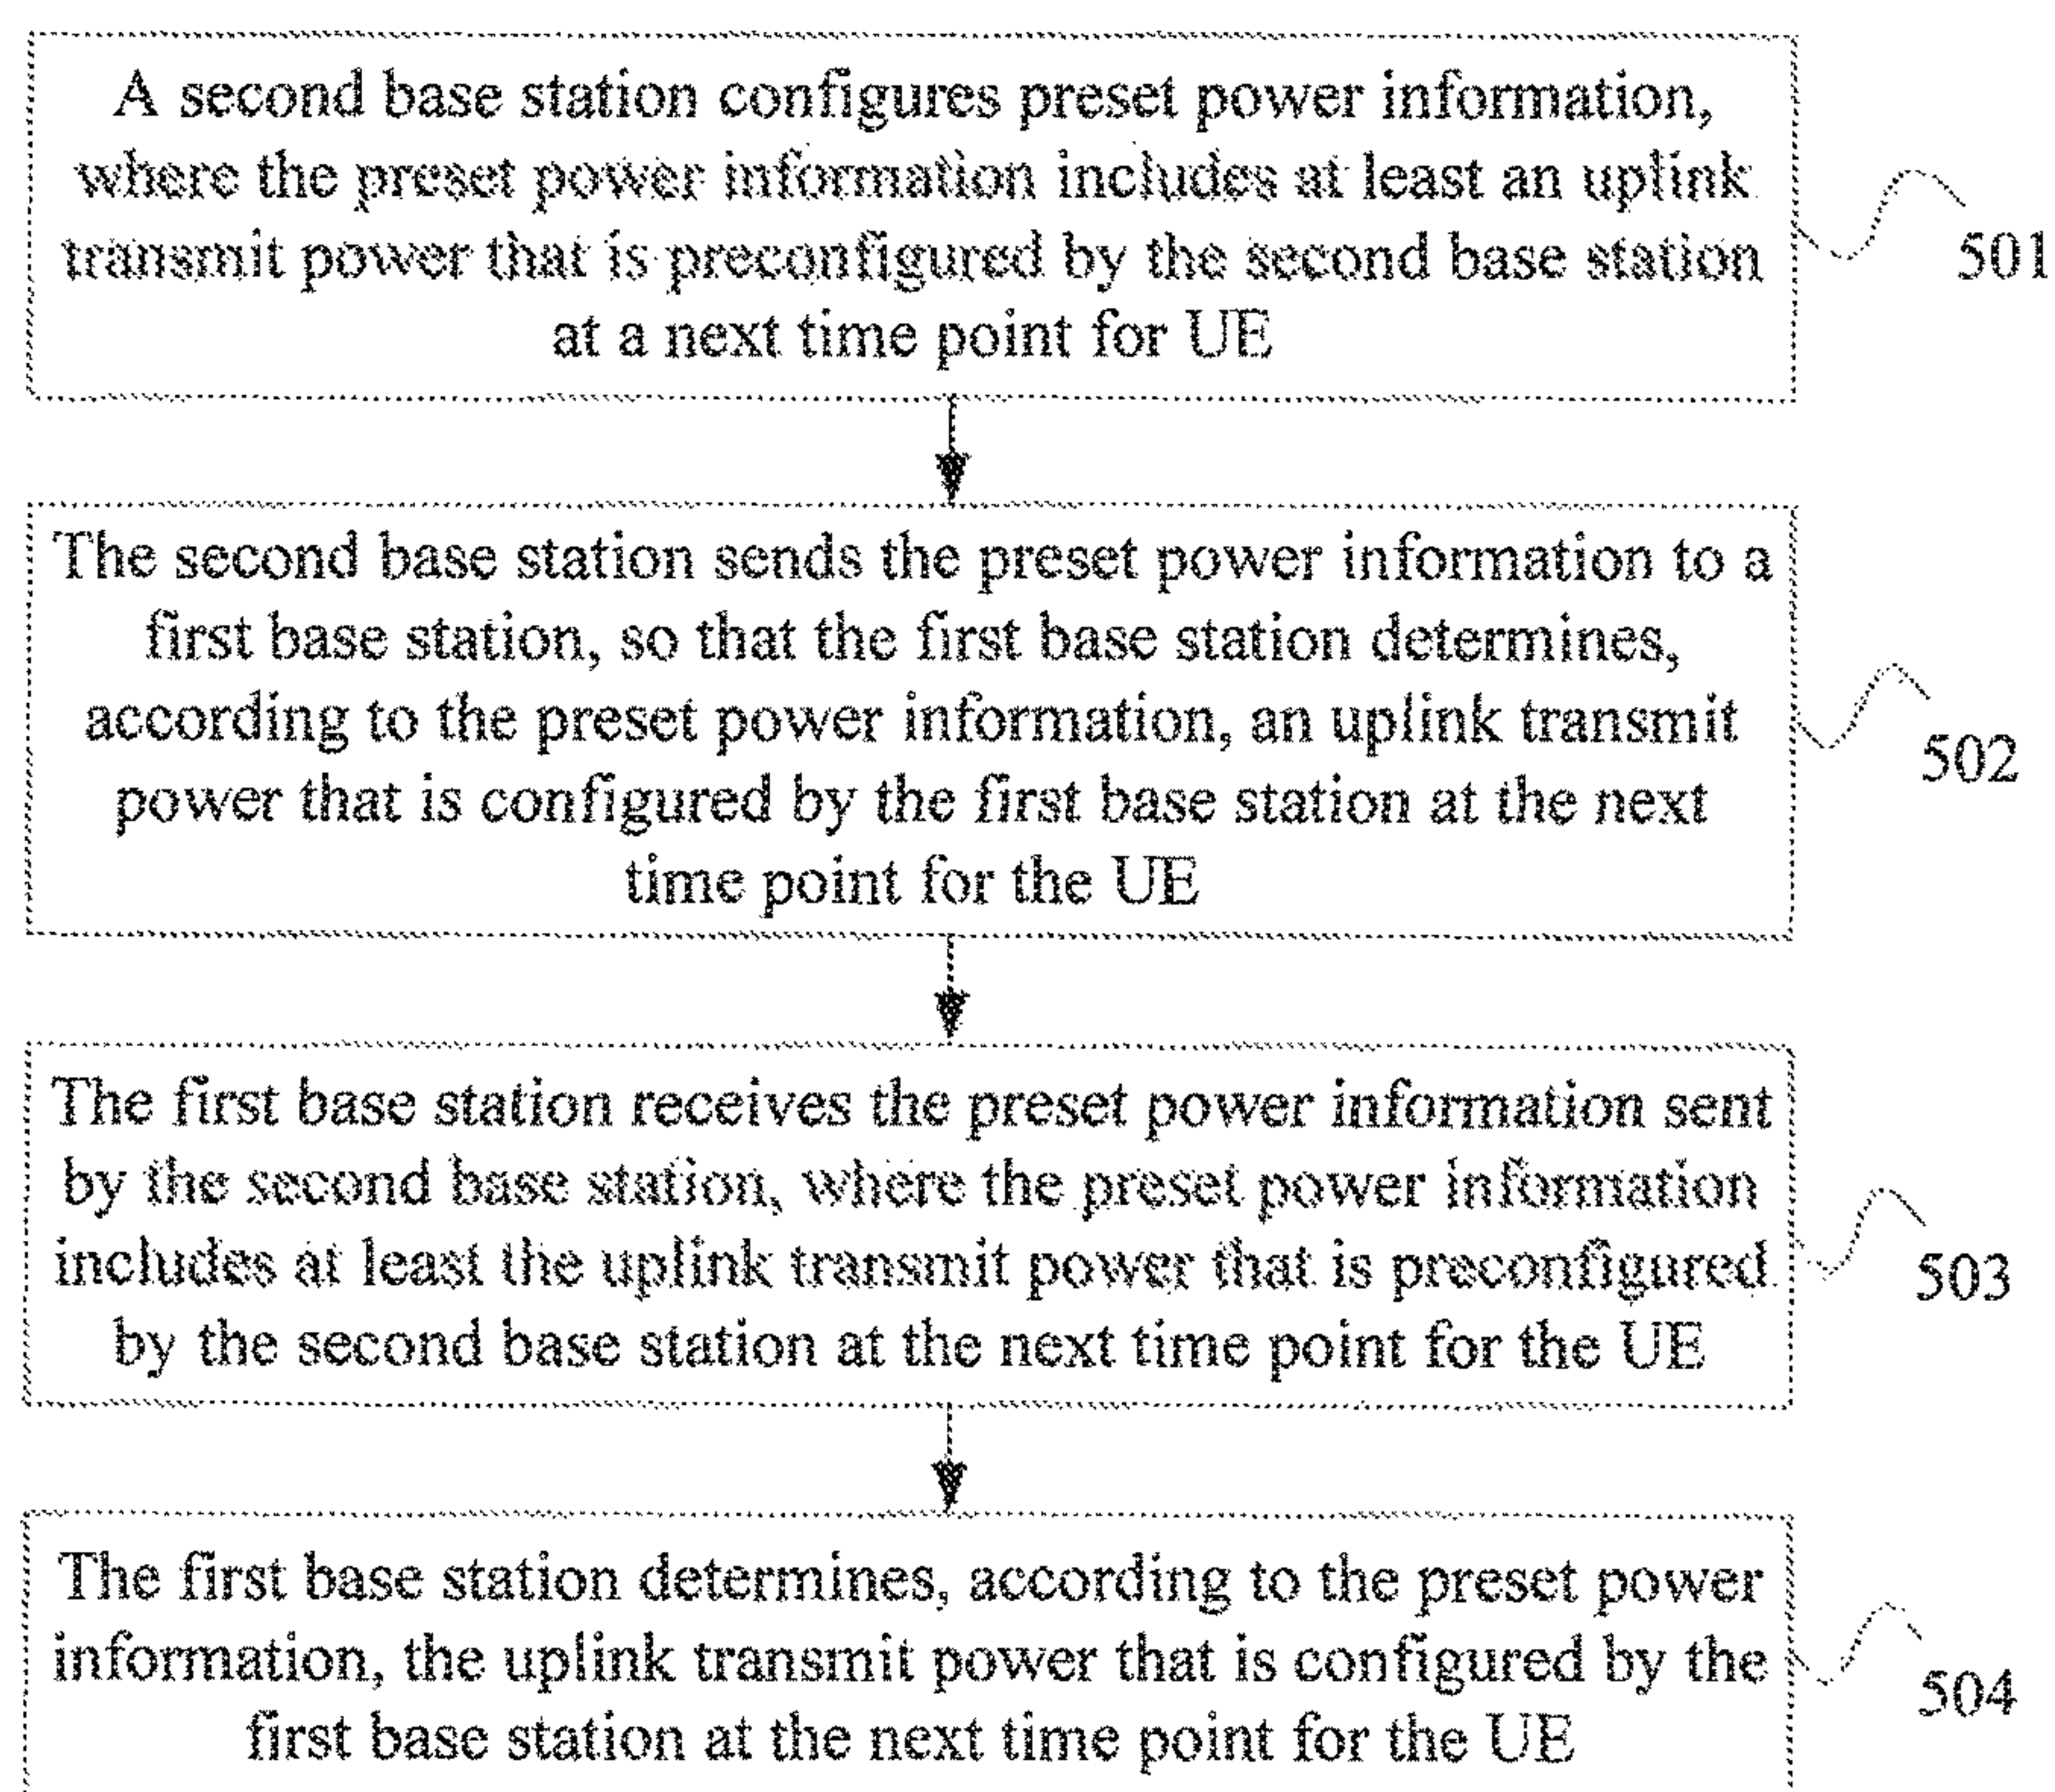 A second base station configures preset power information,
where the preset power information includes at least an uplink
transmit power that is preconfigured by the second base station
at a next time point for UE
501
The second base station sends the preset power information to a
first base station, so that the first base station determines,
according to the preset power information, an uplink transmit
power that is configured by the first base station at the next
time point for the UE
502
The first base station receives the preset power information sent
by the second base station, where the preset power information
includes at least the uplink transmit power that is preconfigured
by the second base station at the next time point for the UE
503
The first base station determines, according to the preset power
information, the uplink transmit power that is configured by the
first base station at the next time point for the UE
504